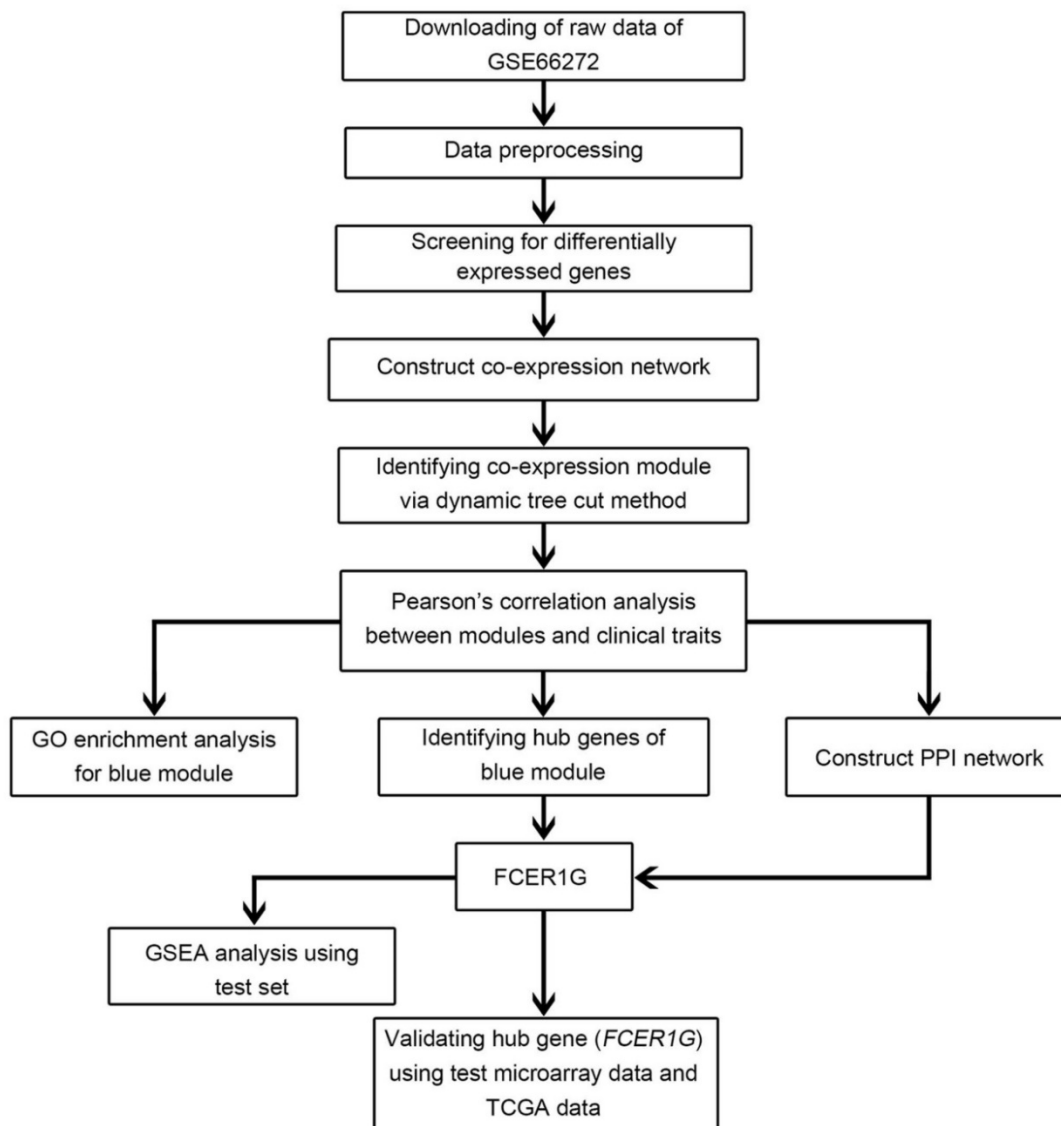 Downloading of raw data of
GSE66272
Data preprocessing
Screening for differentially
expressed genes
Construct co-expression network
Identifying co-expression module
via dynamic tree cut method
Pearson’s correlation analysis
between modules and clinical traits
GO enrichment analysis
for blue module
Identifying hub genes of
blue module
Construct PPI network
FCER1G
GSEA analysis using
test set
Validating hub gene (FCER1G)
using test microarray data and
TCGA data